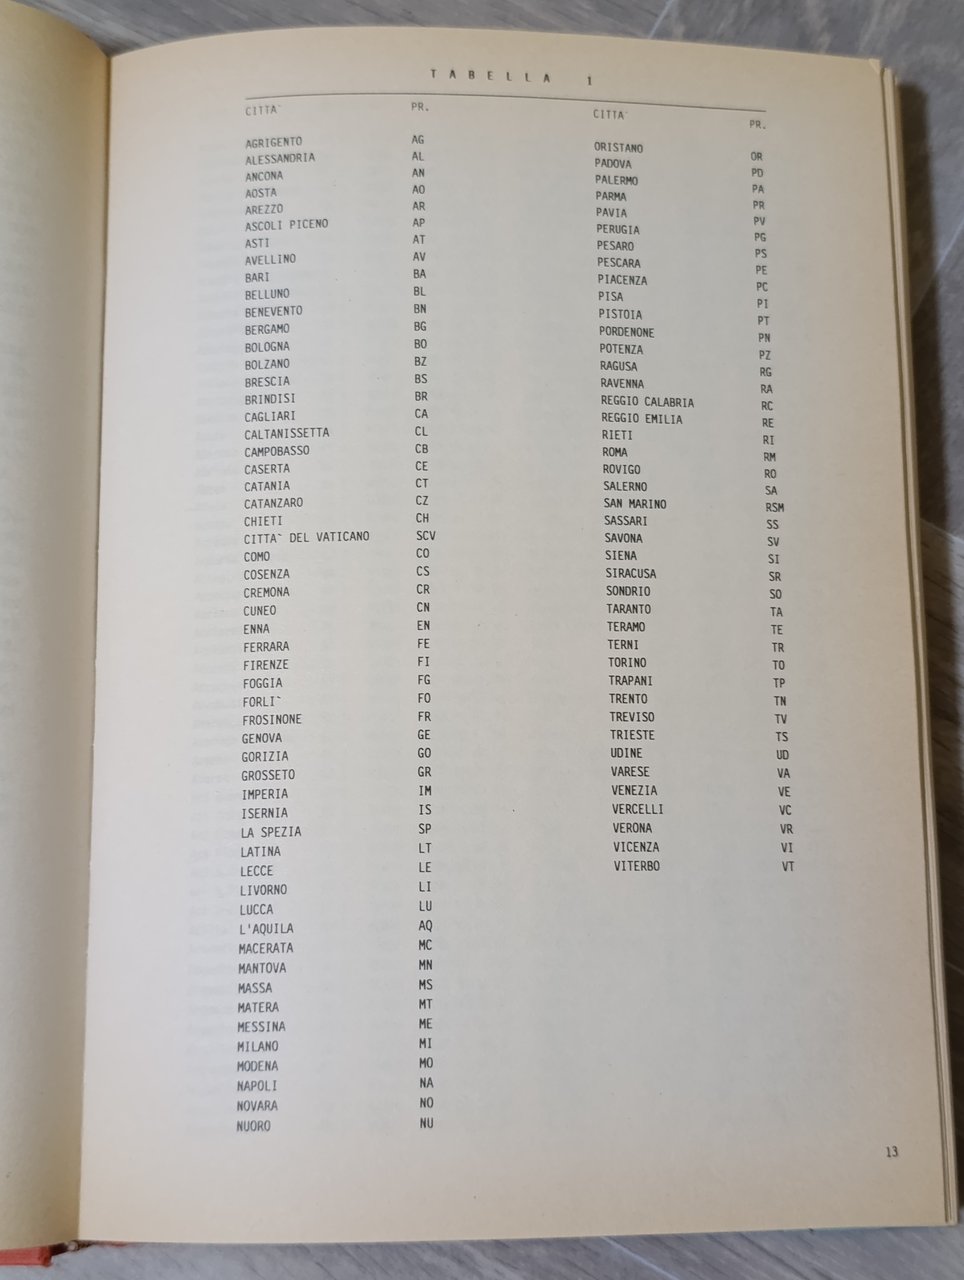 TABELLA 1
CITTA` PR.
AGRIGENTO AG
ALESSANDRIA AL
ANCONA AN
AOSTA AO
AREZZO AR
ASCOLI PICENO AP
ASTI AT
AVELLINO AV
BARI BA
BELLUNO BL
BENEVENTO BN
BERGAMO BG
BOLOGNA BO
BOLZANO BZ
BRESCIA BS
BRINDISI BR
CAGLIARI CA
CALTANISSETTA CL
CAMPOBASSO CB
CASERTA CE
CATANIA CT
CATANZARO CZ
CHIETI CH
CITTA` DEL VATICANO SCV
COMO CO
COSENZA CS
CREMONA CR
CUNEO CN
ENNA EN
FERRARA FE
FIRENZE FI
FOGGIA FG
FORLI` FO
FROSINONE FR
GENOVA GE
GORIZIA GO
GROSSETO GR
IMPERIA IM
ISERNIA IS
LA SPEZIA SP
LATINA LT
LECCE LE
LIVORNO LI
LUCCA LU
L'AQUILA AQ
MACERATA MC
MANTOVA MN
MASSA MS
MATERA MT
MESSINA ME
MILANO MI
MODENA MO
NAPOLI NA
NOVARA NO
NUORO NU
CITTA` PR.
ORISTANO OR
PADOVA PD
PALERMO PA
PARMA PR
PAVIA PV
PERUGIA PG
PESARO PS
PESCARA PE
PIACENZA PC
PISA PI
PISTOIA PT
PORDENONE PN
POTENZA PZ
RAGUSA RG
RAVENNA RA
REGGIO CALABRIA RC
REGGIO EMILIA RE
RIETI RI
ROMA RM
ROVIGO RO
SALERNO SA
SAN MARINO RSM
SASSARI SS
SAVONA SV
SIENA SI
SIRACUSA SR
SONDRIO SO
TARANTO TA
TERAMO TE
TERNI TR
TORINO TO
TRAPANI TP
TRENTO TN
TREVISO TV
TRIESTE TS
UDINE UD
VARESE VA
VENEZIA VE
VERCELLI VC
VERONA VR
VICENZA VI
VITERBO VT
13